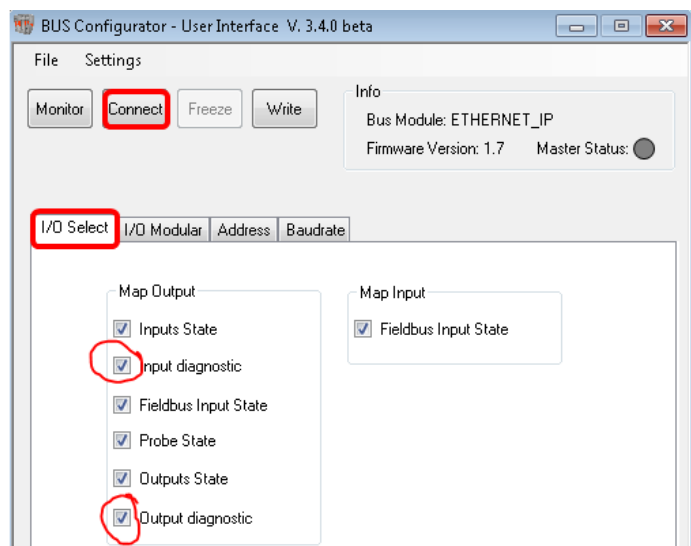 BUS Configurator - User Interface V. 3.4.0 beta
File Settings
Monitor Connect Freeze Write
Info
Bus Module: ETHERNET_IP
Firmware Version: 1.7 Master Status:
I/O Select I/O Modular Address Baudrate
Map Output
Inputs State
Input diagnostic
Fieldbus Input State
Probe State
Outputs State
Output diagnostic
Map Input
Fieldbus Input State